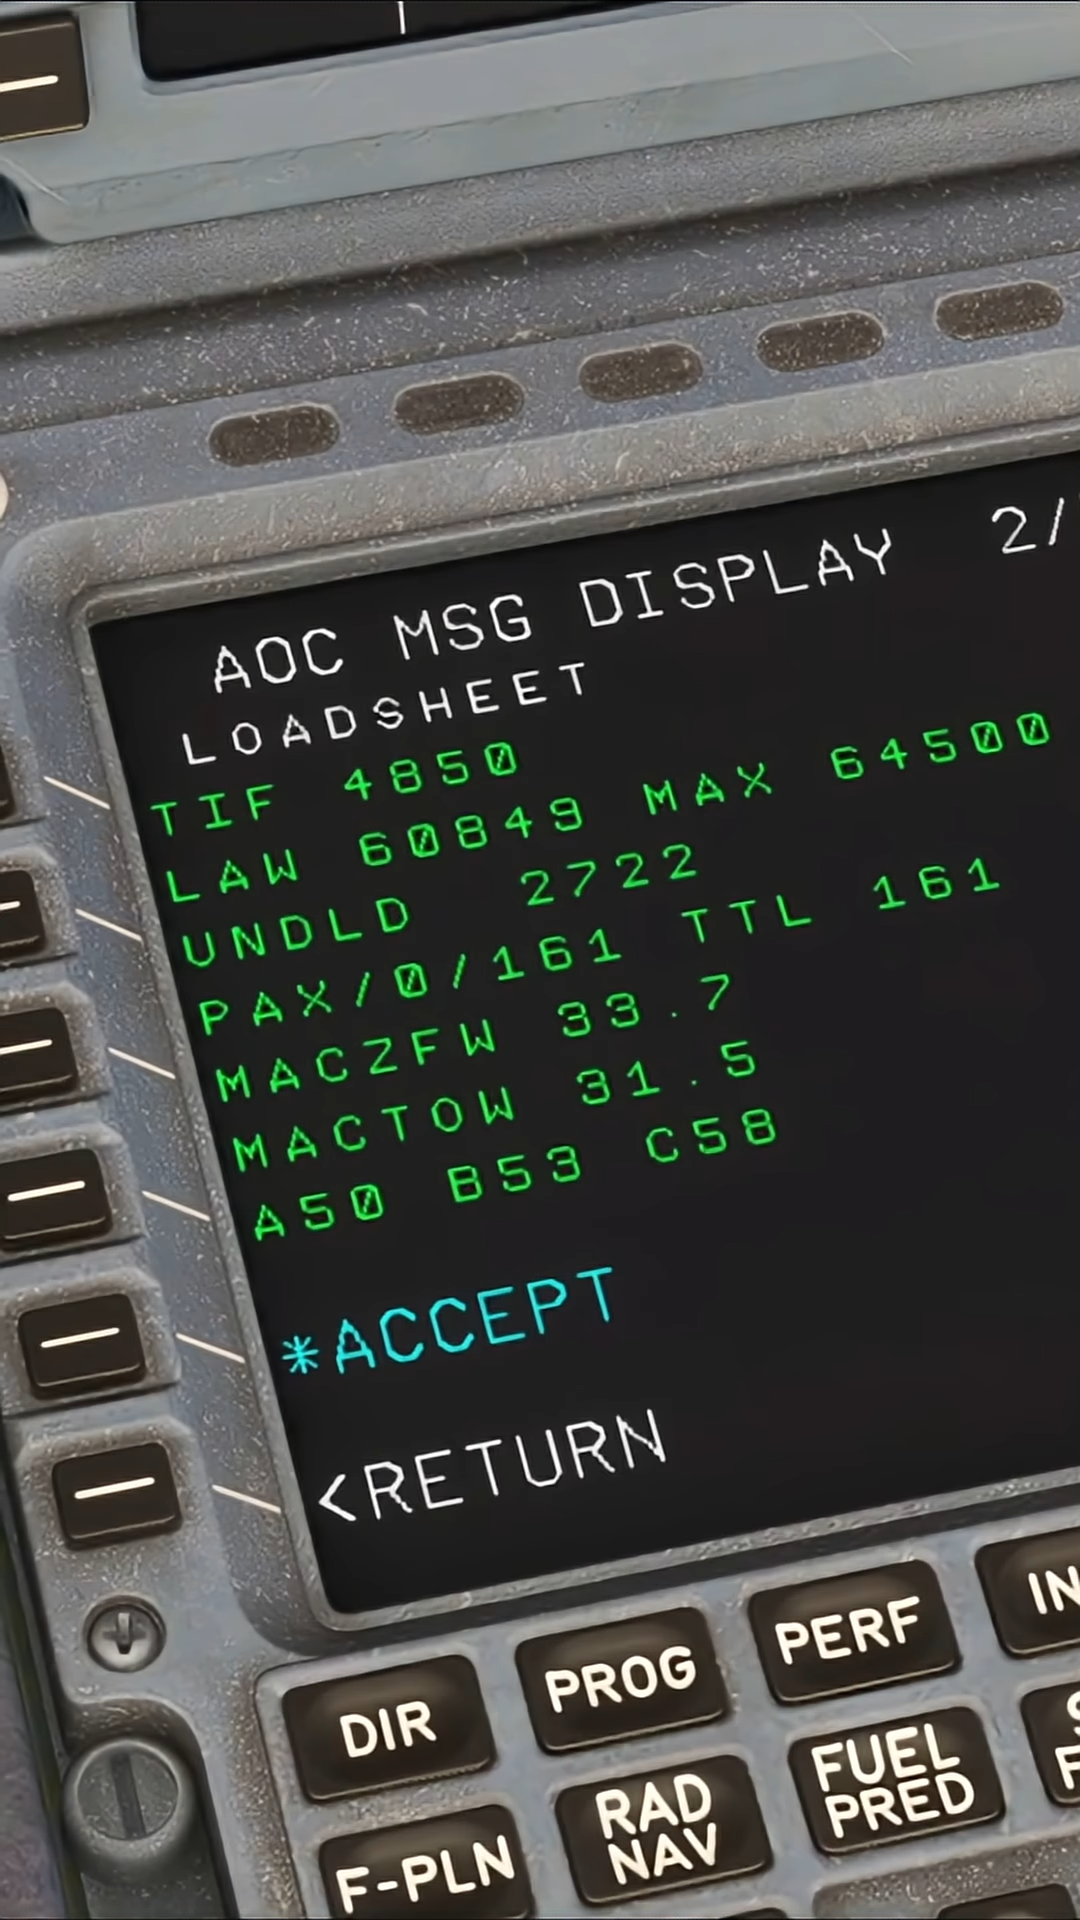 AOC MSG DISPLAY 2/
LOADSHEET
TIF 4850
LAW 60849 MAX 64500
UNDLD 2722
PAX/0/161 TTL 161
MACZFW 33.7
MACTOW 31.5
A50 B53 C58
*ACCEPT
<RETURN
DIR PROG PERF IN
F-PLN RAD NAV FUEL PRED